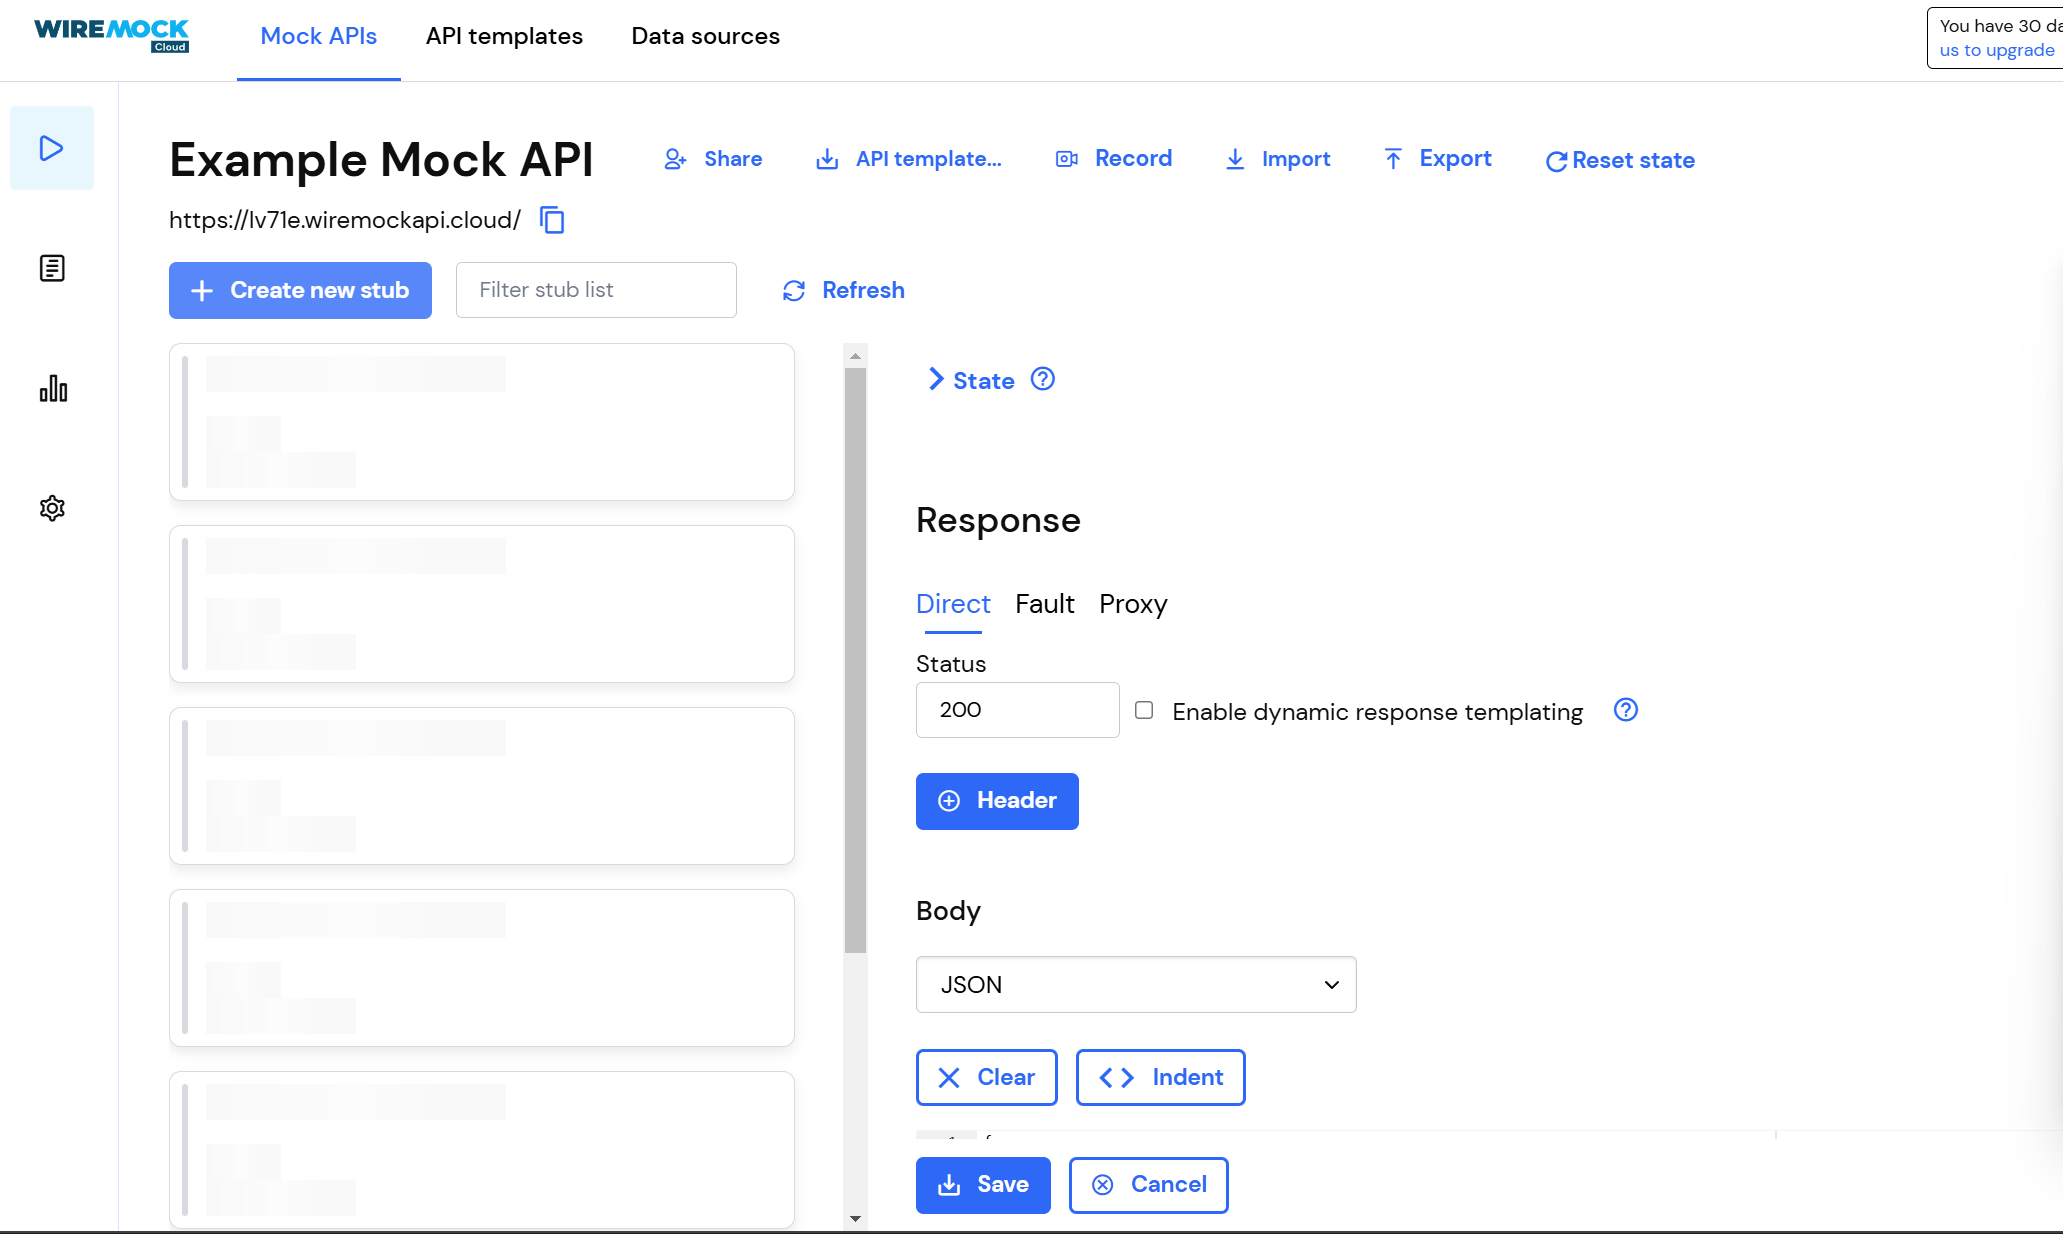 WIREMOCK
Cloud
Mock APIs
API templates
Data sources
You have 30 da
us to upgrade
Example Mock API
Share
API template...
Record
Import
Export
Reset state
https://lv71e.wiremockapi.cloud/
Create new stub
Filter stub list
Refresh
State
Response
Direct
Fault
Proxy
Status
200
Enable dynamic response templating
Header
Body
JSON
Clear
Indent
Save
Cancel